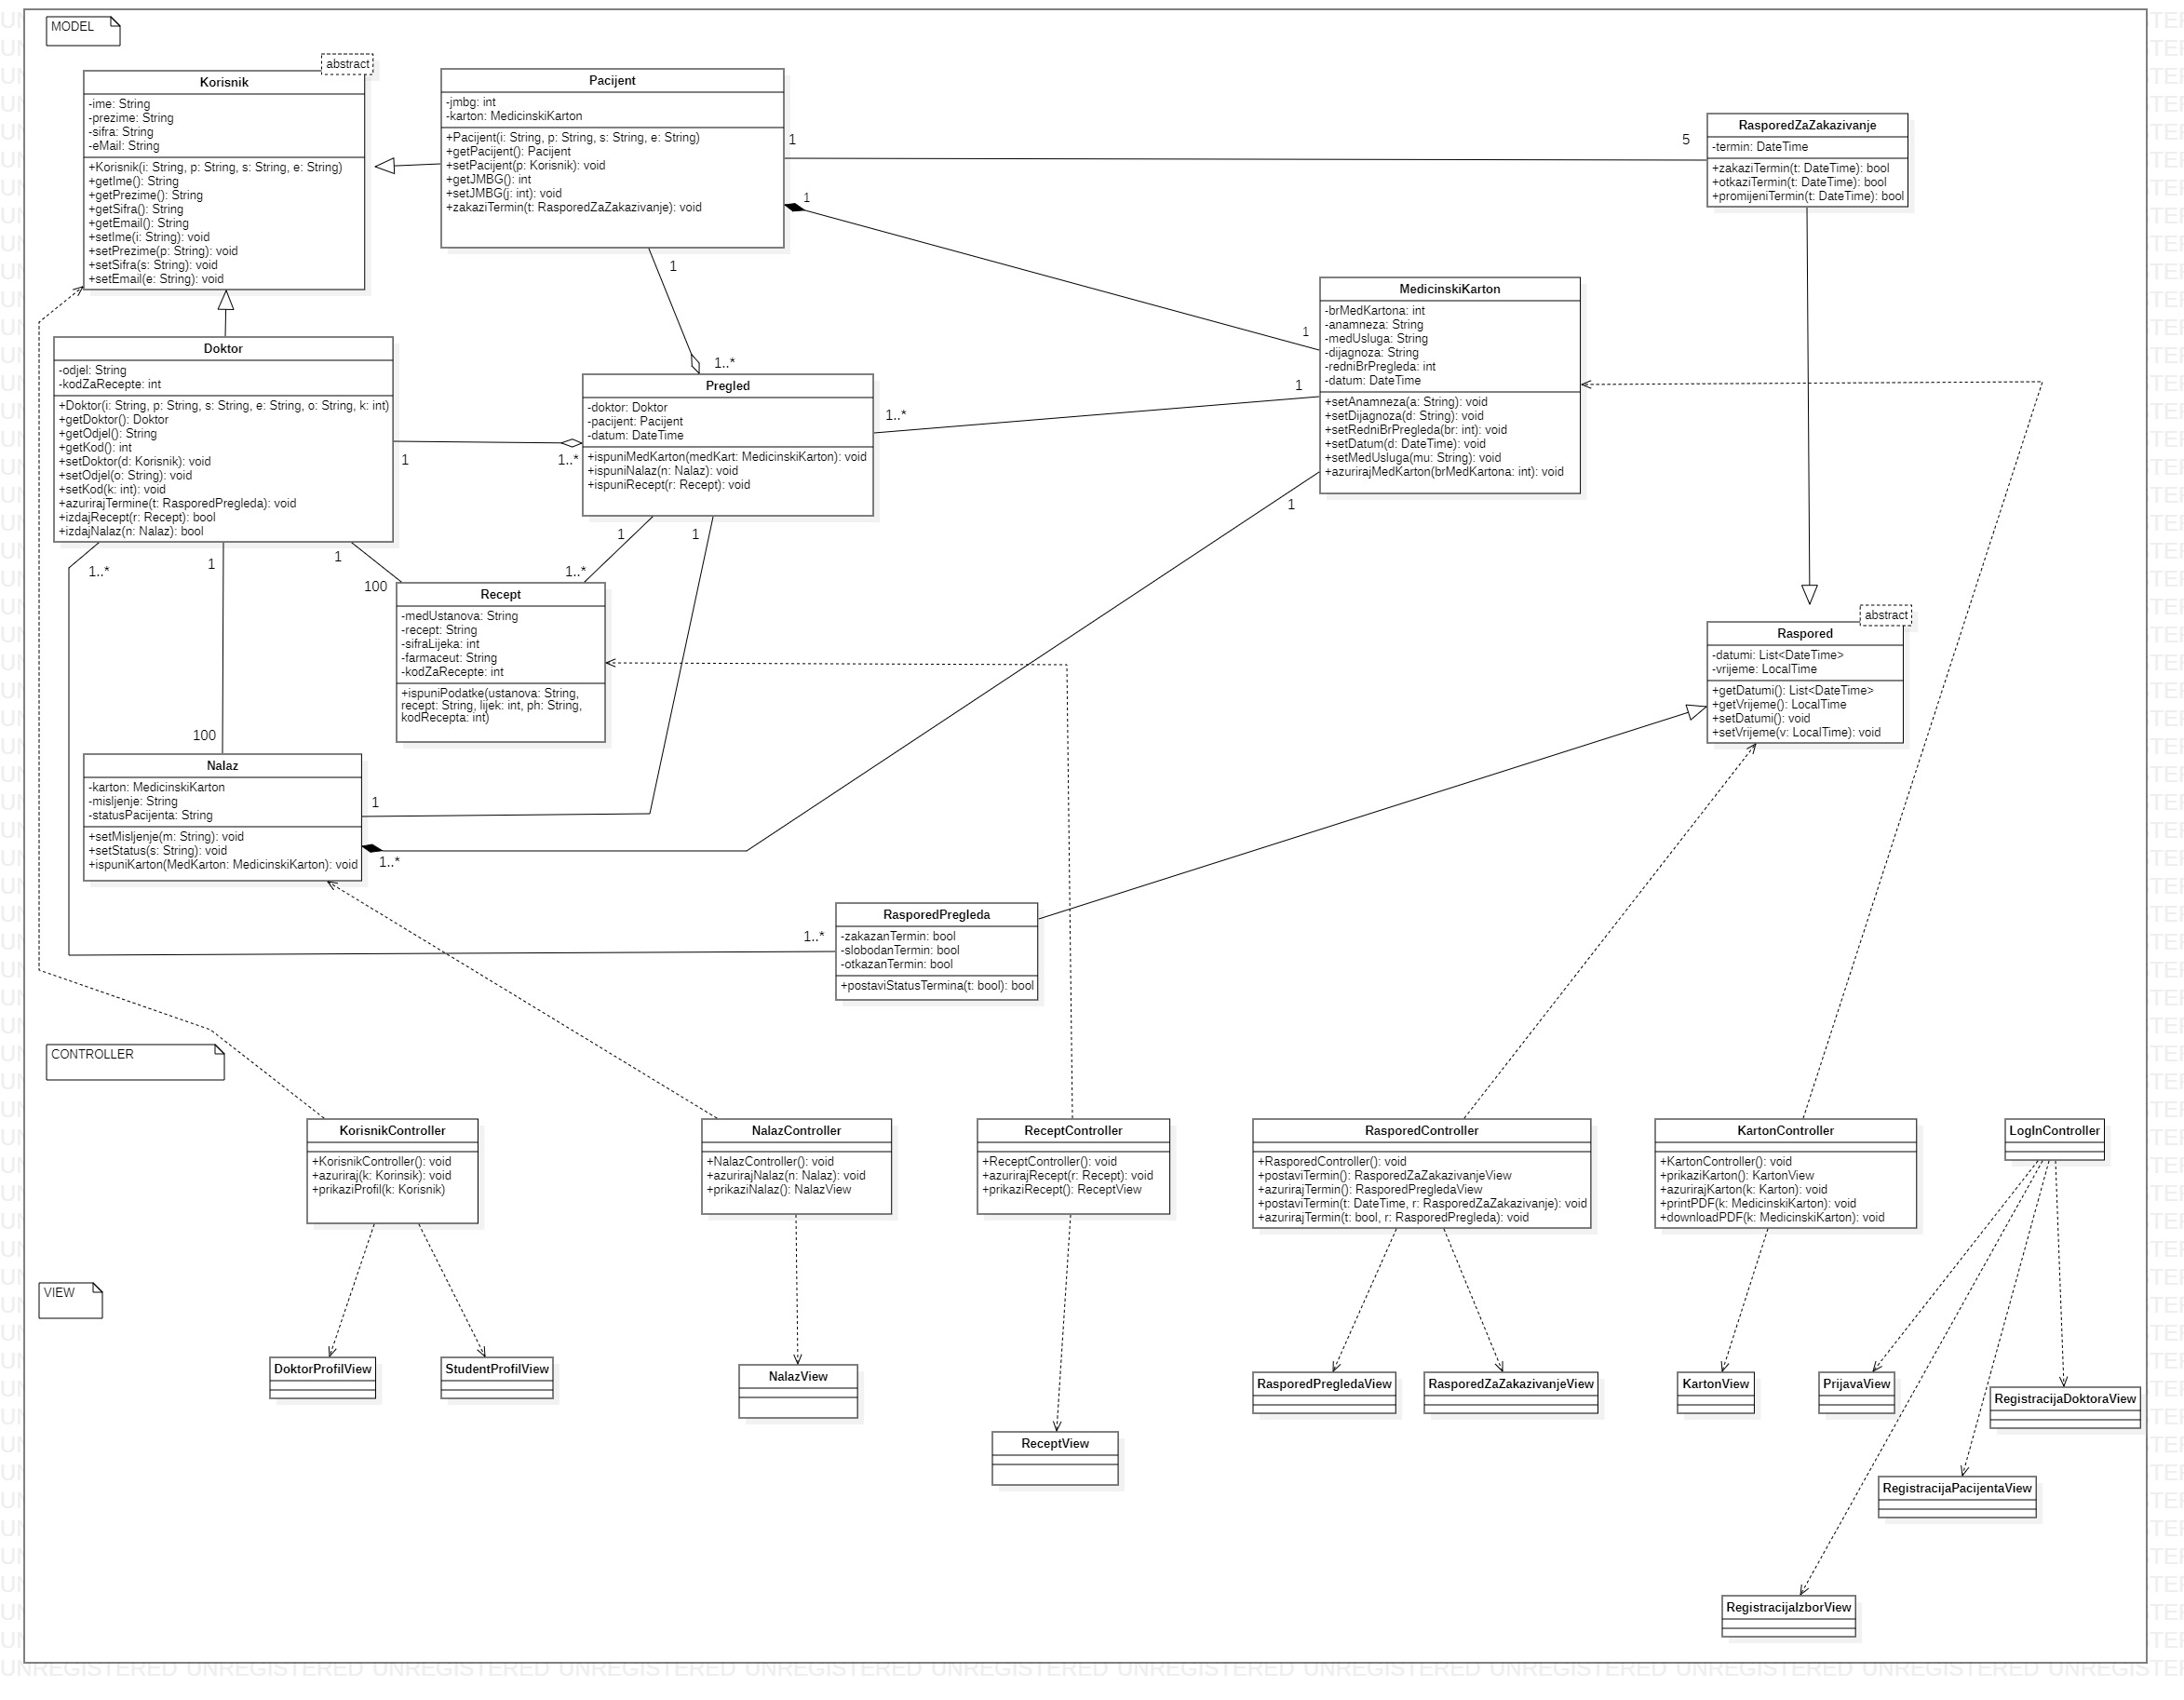 MODEL
abstract
Korisnik
-ime: String
-prezime: String
-sifra: String
-eMail: String
+Korisnik(i: String, p: String, s: String, e: String)
+getIme(): String
+getPrezime(): String
+getSifra(): String
+getEmail(): String
+setIme(i: String): void
+setPrezime(p: String): void
+setSifra(s: String): void
+setEmail(e: String): void
Pacijent
-jmbg: int
-karton: MedicinskiKarton
+Pacijent(i: String, p: String, s: String, e: String)
+getPacijent(): Pacijent
+setPacijent(p: Korisnik): void
+getJMBG(): int
+setJMBG(j: int): void
+zakaziTermin(t: RasporedZaZakazivanje): void
1
5
1
1
1
1..*
RasporedZaZakazivanje
-termin: DateTime
+zakaziTermin(t: DateTime): bool
+otkaziTermin(t: DateTime): bool
+promijeniTermin(t: DateTime): bool
MedicinskiKarton
-brMedKartona: int
-anamneza: String
-medUsluga: String
-dijagnoza: String
-redniBrPregleda: int
-datum: DateTime
+setAnamneza(a: String): void
+setDijagnoza(d: String): void
+setRedniBrPregleda(br: int): void
+setDatum(d: DateTime): void
+setMedUsluga(mu: String): void
+azurirajMedKarton(brMedKartona: int): void
Doktor
-odjel: String
-kodZaRecepte: int
+Doktor(i: String, p: String, s: String, e: String, o: String, k: int)
+getDoktor(): Doktor
+getOdjel(): String
+getKod(): int
+setDoktor(d: Korisnik): void
+setOdjel(o: String): void
+setKod(k: int): void
+azurirajTermine(t: RasporedPregleda): void
+izdajRecept(r: Recept): bool
+izdajNalaz(n: Nalaz): bool
1
1..*
Pregled
-doktor: Doktor
-pacijent: Pacijent
-datum: DateTime
+ispuniMedKarton(medKart: MedicinskiKarton): void
+ispuniNalaz(n: Nalaz): void
+ispuniRecept(r: Recept): void
1..*
1
1
1
1
1..*
1..*
1
1
100
Recept
-medUstanova: String
-recept: String
-sifraLijeka: int
-farmaceut: String
-kodZaRecepte: int
+ispuniPodatke(ustanova: String,
recept: String, lijek: int, ph: String,
kodRecepta: int)
abstract
Raspored
-datumi: List<DateTime>
-vrijeme: LocalTime
+getDatumi(): List<DateTime>
+getVrijeme(): LocalTime
+setDatumi(): void
+setVrijeme(v: LocalTime): void
100
Nalaz
-karton: MedicinskiKarton
-misljenje: String
-statusPacijenta: String
+setMisljenje(m: String): void
+setStatus(s: String): void
+ispuniKarton(MedKarton: MedicinskiKarton): void
1
1..*
1..*
RasporedPregleda
-zakazanTermin: bool
-slobodanTermin: bool
-otkazanTermin: bool
+postaviStatusTermina(t: bool): bool
CONTROLLER
KorisnikController
+KorisnikController(): void
+azuriraj(k: Korinsik): void
+prikaziProfil(k: Korisnik)
NalazController
+NalazController(): void
+azurirajNalaz(n: Nalaz): void
+prikaziNalaz(): NalazView
ReceptController
+ReceptController(): void
+azurirajRecept(r: Recept): void
+prikaziRecept(): ReceptView
RasporedController
+RasporedController(): void
+postaviTermin(): RasporedZaZakazivanjeView
+azurirajTermin(): RasporedPregledaView
+postaviTermin(t: DateTime, r: RasporedZaZakazivanje): void
+azurirajTermin(t: bool, r: RasporedPregleda): void
KartonController
+KartonController(): void
+prikaziKarton(): KartonView
+azurirajKarton(k: Karton): void
+printPDF(k: MedicinskiKarton): void
+downloadPDF(k: MedicinskiKarton): void
LogInController
VIEW
DoktorProfilView
StudentProfilView
NalazView
ReceptView
RasporedPregledaView
RasporedZaZakazivanjeView
KartonView
PrijavaView
RegistracijaDoktoraView
RegistracijaPacijentaView
RegistracijaIzborView
UNREGISTERED UNREGISTERED UNREGISTERED UNREGISTERED UNREGISTERED UNREGISTERED UNREGISTERED UNREGISTERED UNREGISTERED UNREGISTERED UNREGISTERED